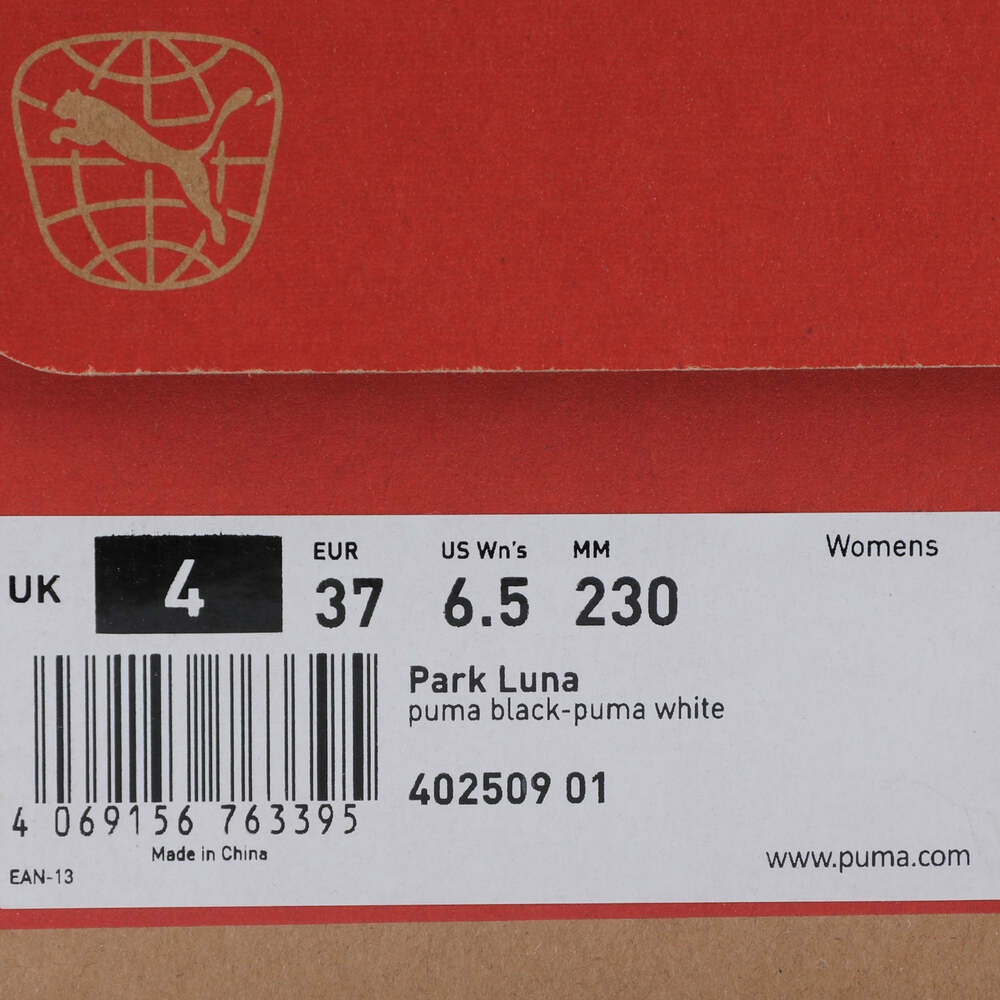 Womens
EUR US Wn's MM
UK 4 37 6.5 230
Park Luna
puma black-puma white
402509 01
4 069156 763395
Made in China
EAN-13
www.puma.com